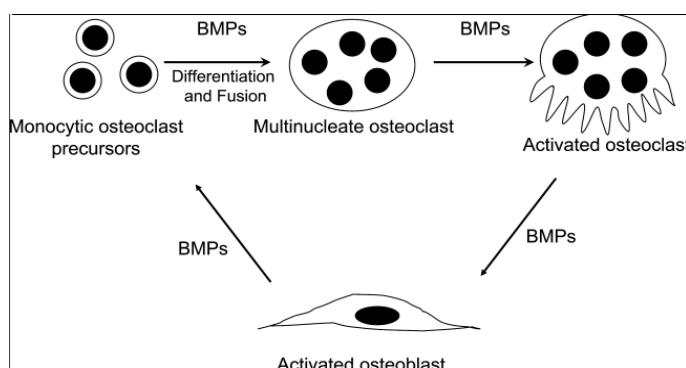 BMPs
BMPs
Differentiation
and Fusion
Monocytic osteoclast
precursors
Multinucleate osteoclast
Activated osteoclast
BMPs
BMPs
Activated osteoblast